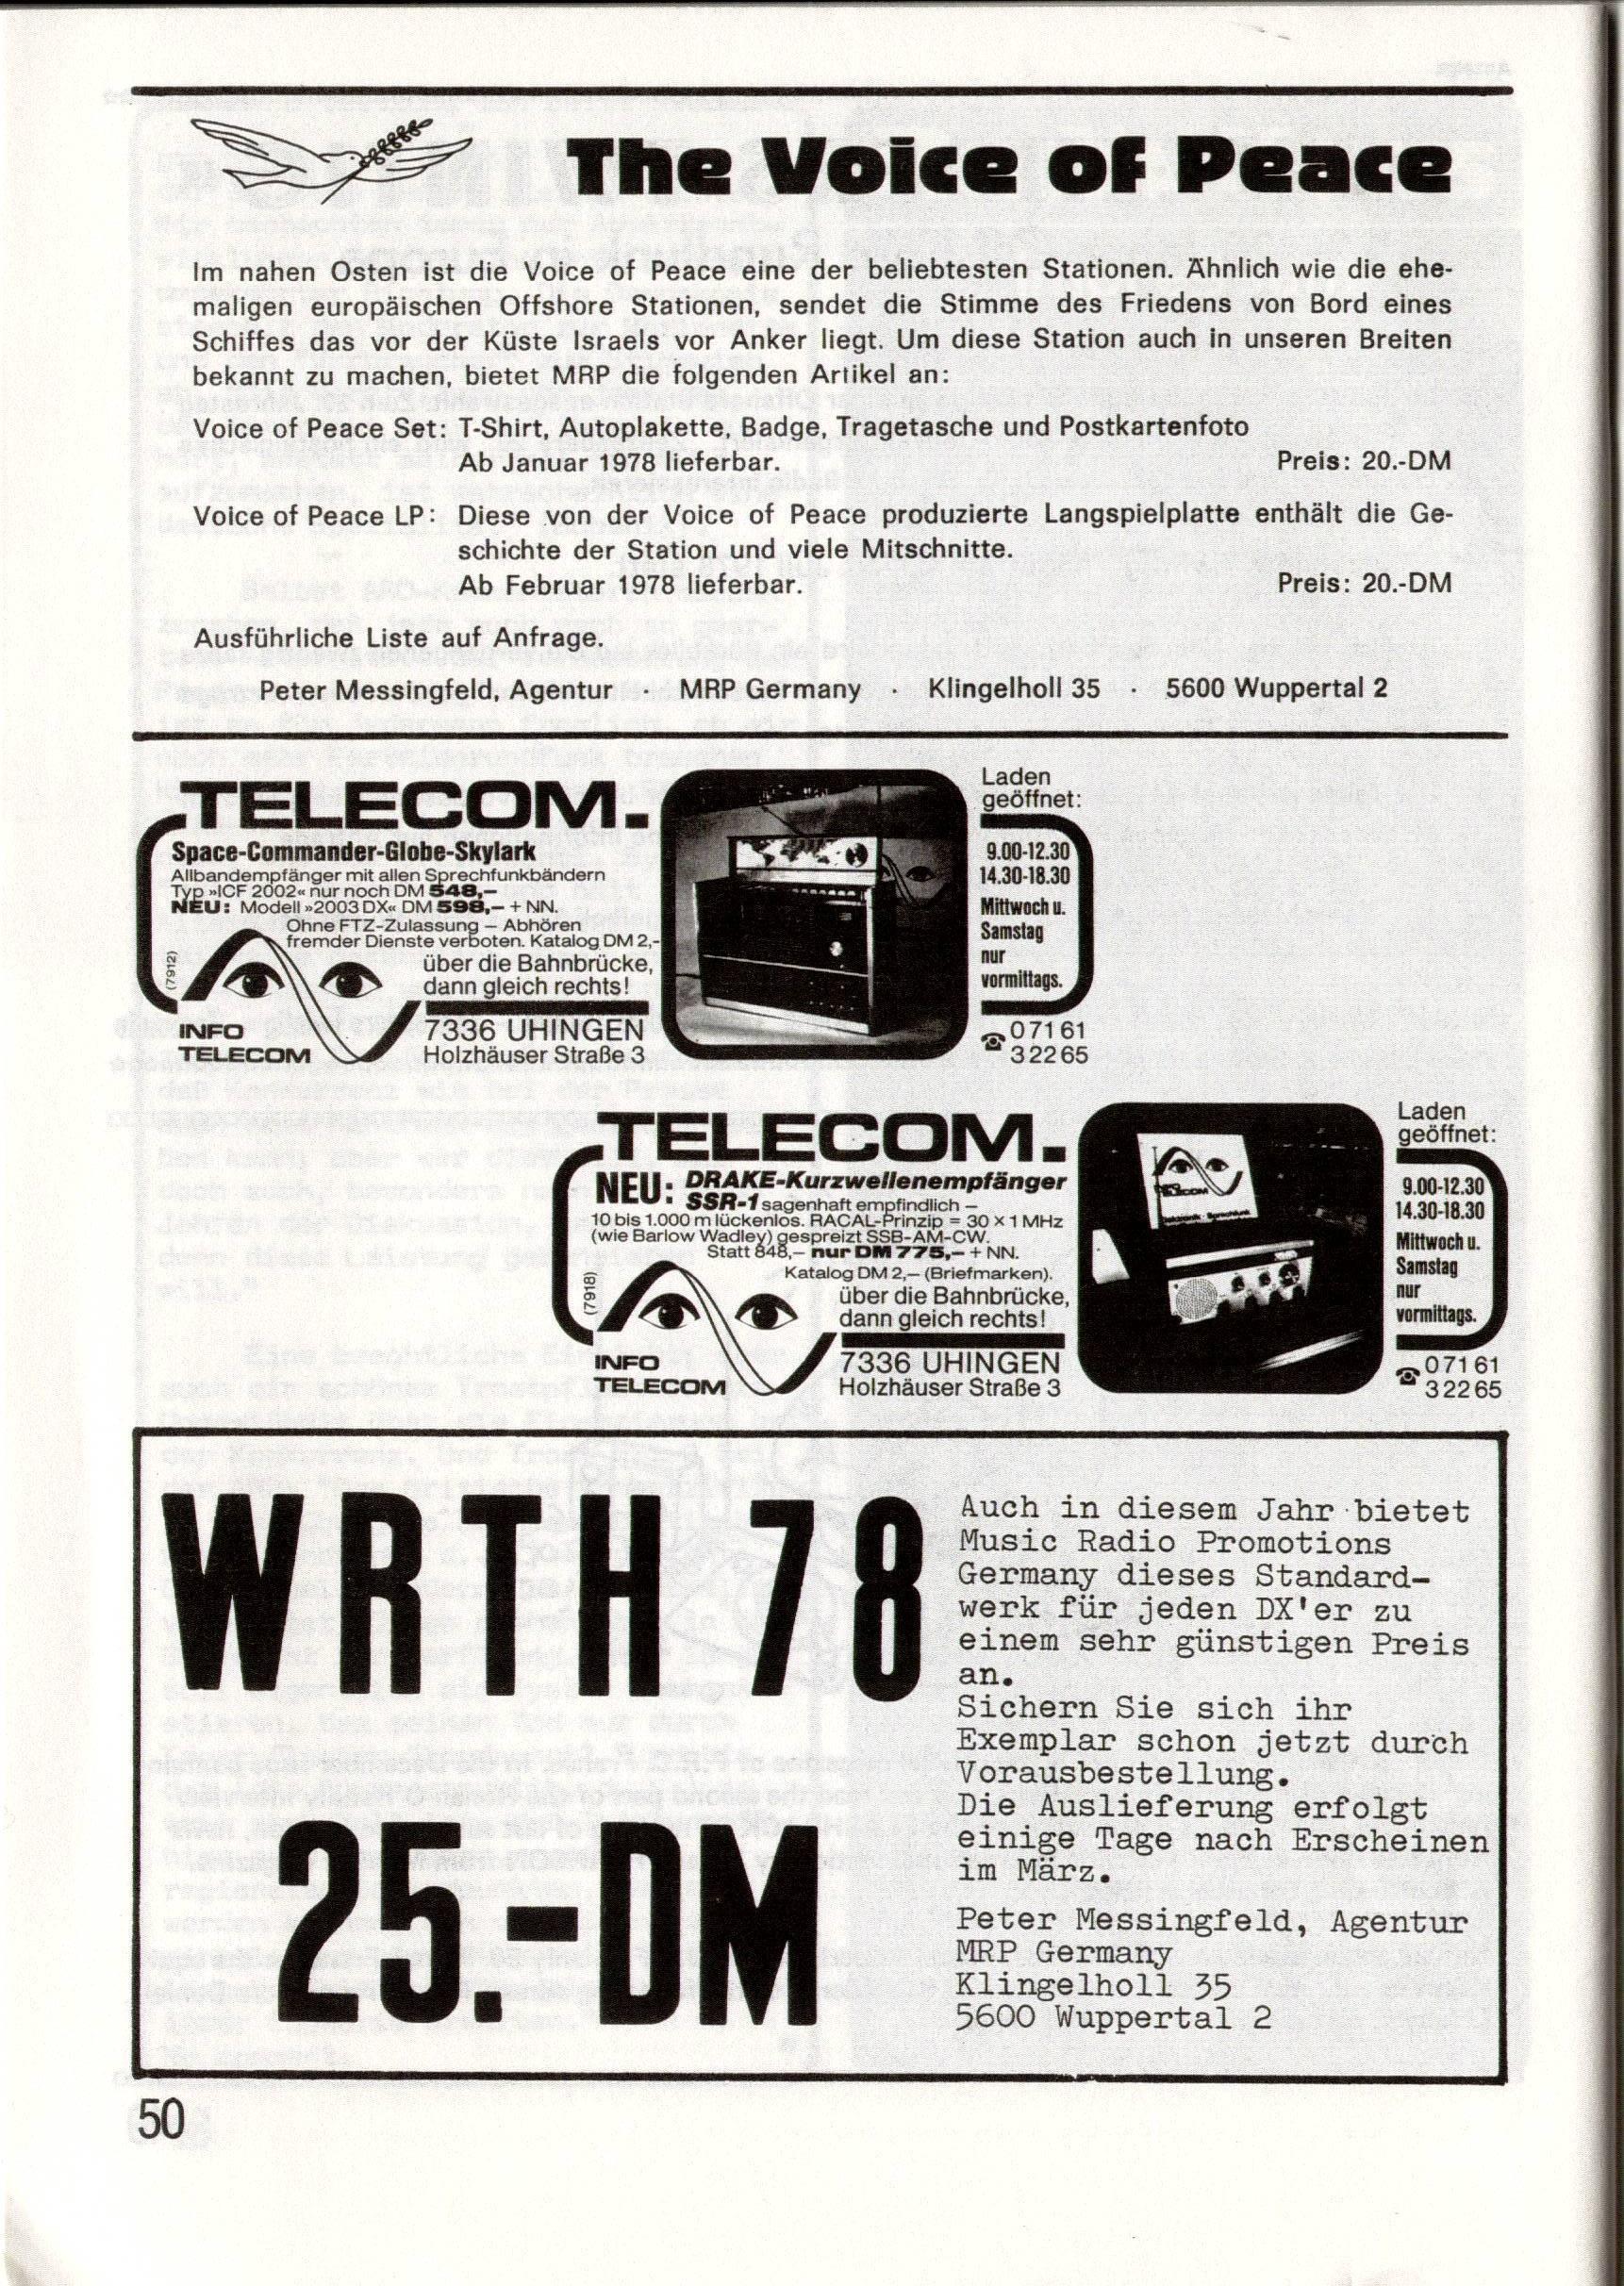 The Voice of Peace
Im nahen Osten ist die Voice of Peace eine der beliebtesten Stationen. Ähnlich wie die ehe-
maligen europäischen Offshore Stationen, sendet die Stimme des Friedens von Bord eines
Schiffes das vor der Küste Israels vor Anker liegt. Um diese Station auch in unseren Breiten
bekannt zu machen, bietet MRP die folgenden Artikel an:
Voice of Peace Set: T-Shirt, Autoplakette, Badge, Tragetasche und Postkartenfoto
Ab Januar 1978 lieferbar. Preis: 20.-DM
Voice of Peace LP: Diese von der Voice of Peace produzierte Langspielplatte enthält die Ge-
schichte der Station und viele Mitschnitte.
Ab Februar 1978 lieferbar. Preis: 20.-DM
Ausführliche Liste auf Anfrage.
Peter Messingfeld, Agentur · MRP Germany · Klingelholl 35 · 5600 Wuppertal 2
TELECOM.
Space-Commander-Globe-Skylark
Allbandempfänger mit allen Sprechfunkbändern
Typ »ICF 2002« nur noch DM 548,–
NEU: Modell »2003 DX« DM 598,– + NN.
Ohne FTZ-Zulassung – Abhören
fremder Dienste verboten. Katalog DM 2,-
über die Bahnbrücke,
dann gleich rechts!
(7912)
INFO
TELECOM
7336 UHINGEN
Holzhäuser Straße 3
Laden
geöffnet:
9.00-12.30
14.30-18.30
Mittwoch u.
Samstag
nur
vormittags.
☎ 07161
32265
TELECOM.
NEU: DRAKE-Kurzwellenempfänger
SSR-1 sagenhaft empfindlich –
10 bis 1.000 m lückenlos. RACAL-Prinzip = 30 × 1 MHz
(wie Barlow Wadley) gespreizt SSB-AM-CW.
Statt 848,– nur DM 775,– + NN.
Katalog DM 2,– (Briefmarken).
über die Bahnbrücke,
dann gleich rechts!
(7918)
INFO
TELECOM
7336 UHINGEN
Holzhäuser Straße 3
Laden
geöffnet:
9.00-12.30
14.30-18.30
Mittwoch u.
Samstag
nur
vormittags.
☎ 07161
32265
WRTH 78
25.-DM
Auch in diesem Jahr bietet
Music Radio Promotions
Germany dieses Standard-
werk für jeden DX'er zu
einem sehr günstigen Preis
an.
Sichern Sie sich ihr
Exemplar schon jetzt durch
Vorausbestellung.
Die Auslieferung erfolgt
einige Tage nach Erscheinen
im März.
Peter Messingfeld, Agentur
MRP Germany
Klingelholl 35
5600 Wuppertal 2
50